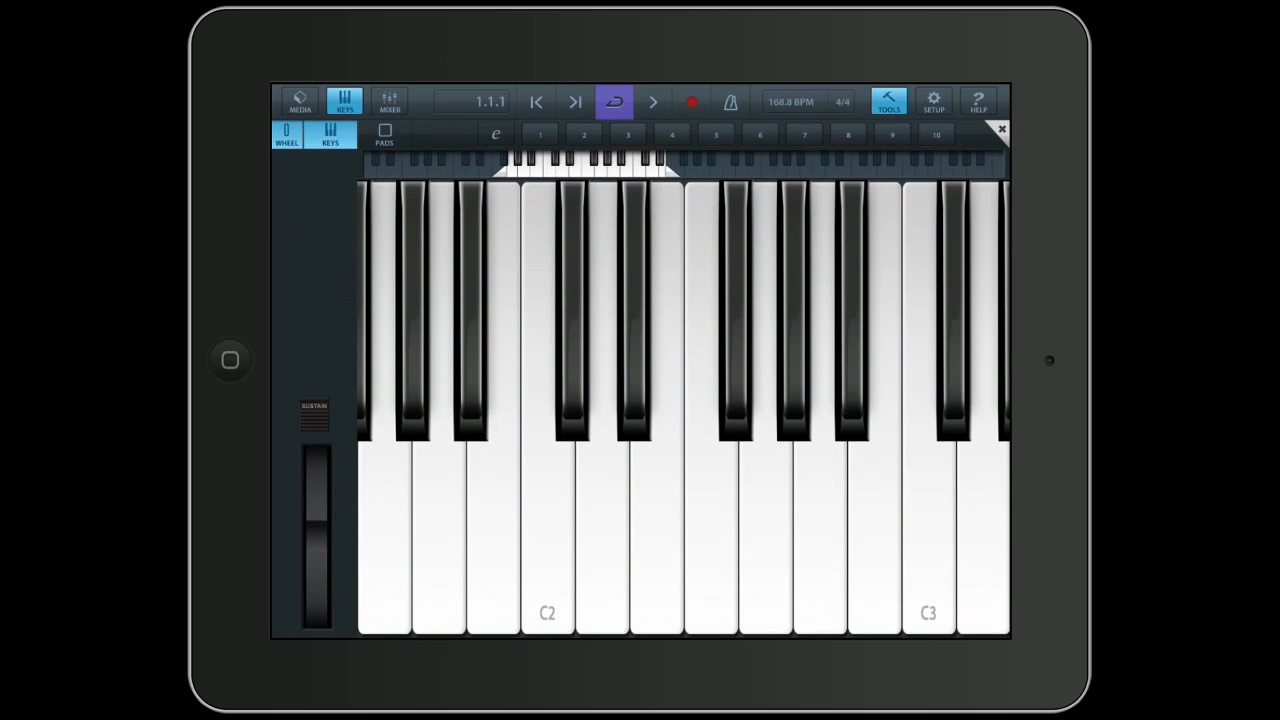 MEDIA KEYS MIXER 1.1.1 168.8 BPM 4/4 TOOLS SETUP ? HELP
WHEEL KEYS PADS e 1 2 3 4 5 6 7 8 9 10
SUSTAIN
C2 C3